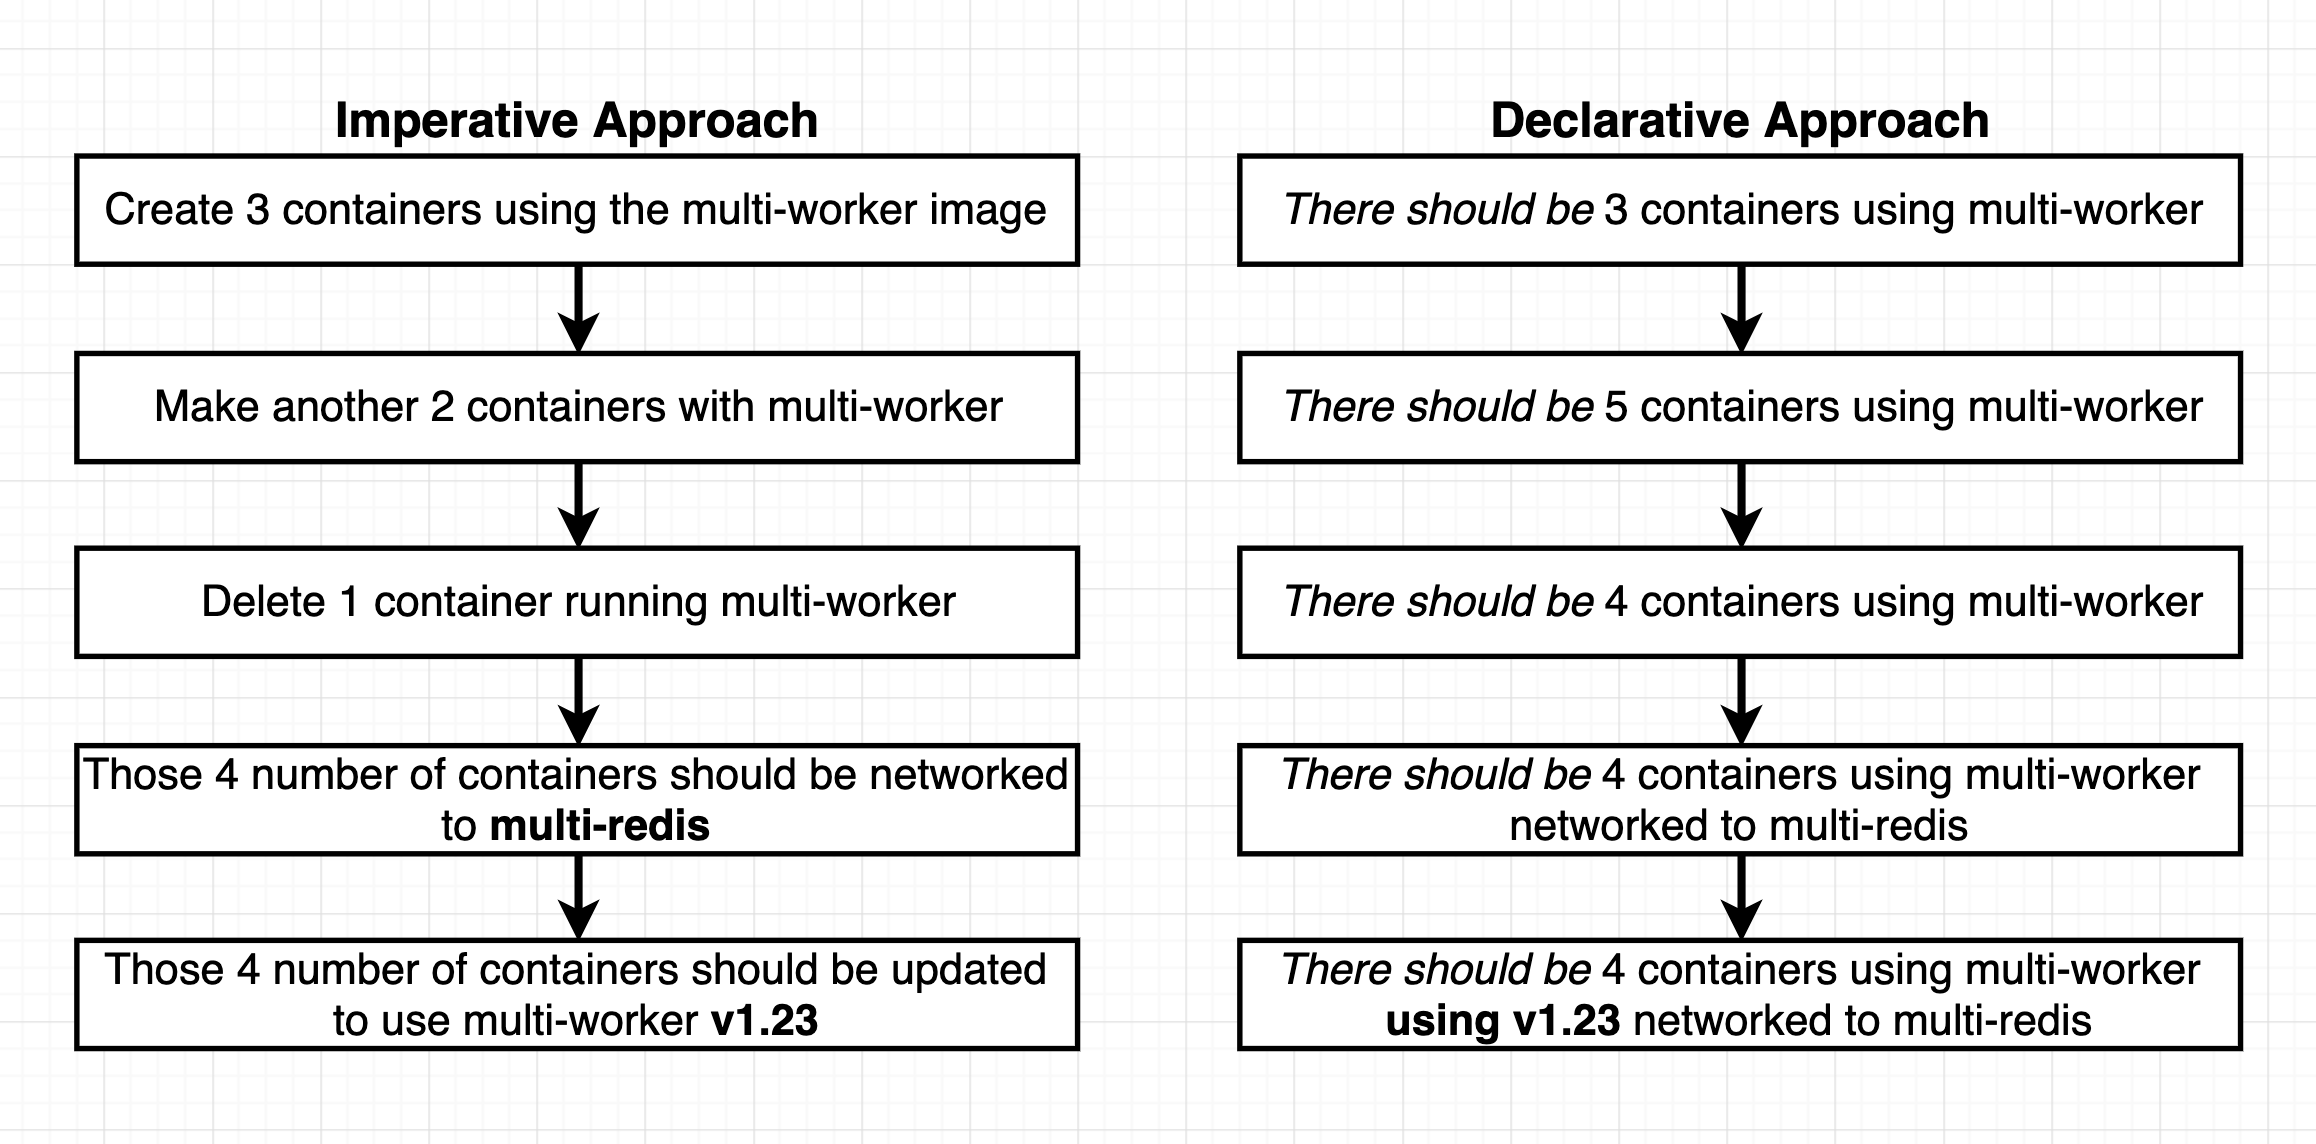 Imperative Approach
Create 3 containers using the multi-worker image
Make another 2 containers with multi-worker
Delete 1 container running multi-worker
Those 4 number of containers should be networked
to multi-redis
Those 4 number of containers should be updated
to use multi-worker v1.23
Declarative Approach
There should be 3 containers using multi-worker
There should be 5 containers using multi-worker
There should be 4 containers using multi-worker
There should be 4 containers using multi-worker
networked to multi-redis
There should be 4 containers using multi-worker
using v1.23 networked to multi-redis